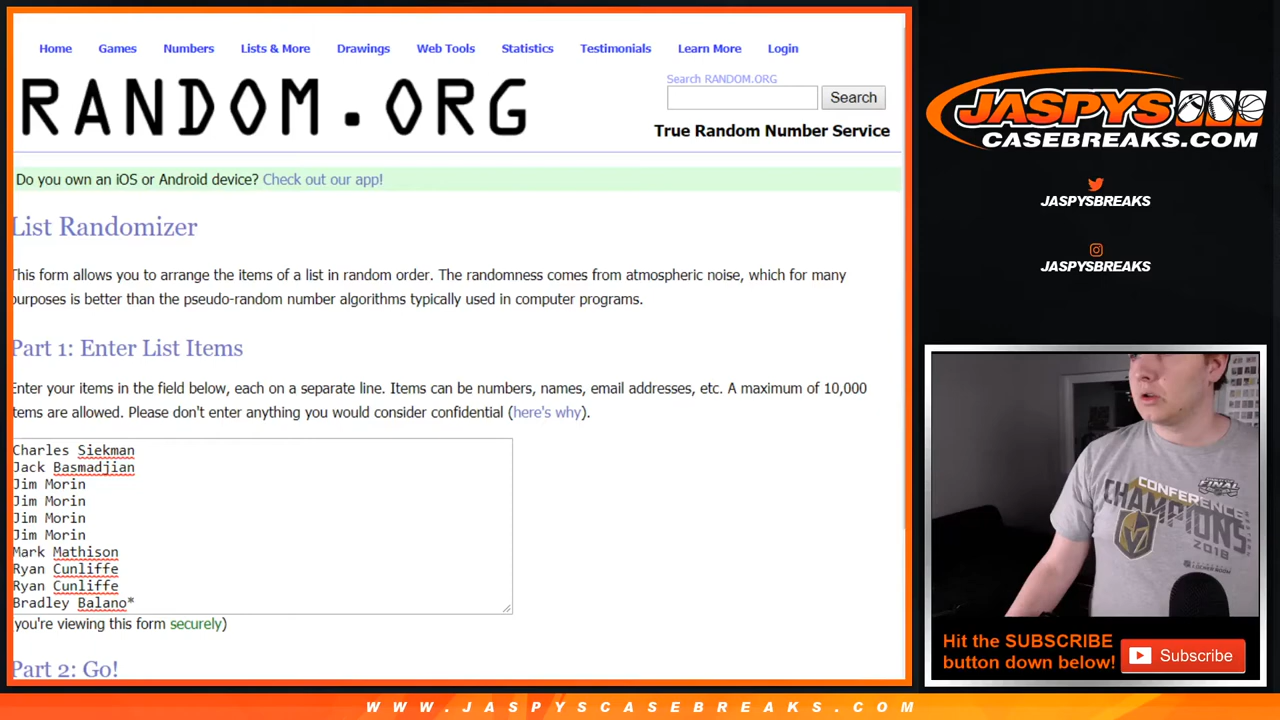 Home Games Numbers Lists & More Drawings Web Tools Statistics Testimonials Learn More Login
RANDOM.ORG
Search RANDOM.ORG
Search
True Random Number Service
Do you own an iOS or Android device? Check out our app!
List Randomizer
This form allows you to arrange the items of a list in random order. The randomness comes from atmospheric noise, which for many
purposes is better than the pseudo-random number algorithms typically used in computer programs.
Part 1: Enter List Items
Enter your items in the field below, each on a separate line. Items can be numbers, names, email addresses, etc. A maximum of 10,000
items are allowed. Please don't enter anything you would consider confidential (here's why).
Charles Siekman
Jack Basmadjian
Jim Morin
Jim Morin
Jim Morin
Jim Morin
Mark Mathison
Ryan Cunliffe
Ryan Cunliffe
Bradley Balano*
you're viewing this form securely)
Part 2: Go!
JASPYS
CASEBREAKS.COM
JASPYSBREAKS
JASPYSBREAKS
FINAL
CONFERENCE
CHAMPIONS
2018
Hit the SUBSCRIBE
button down below!
Subscribe
WWW.JASPYSCASEBREAKS.COM